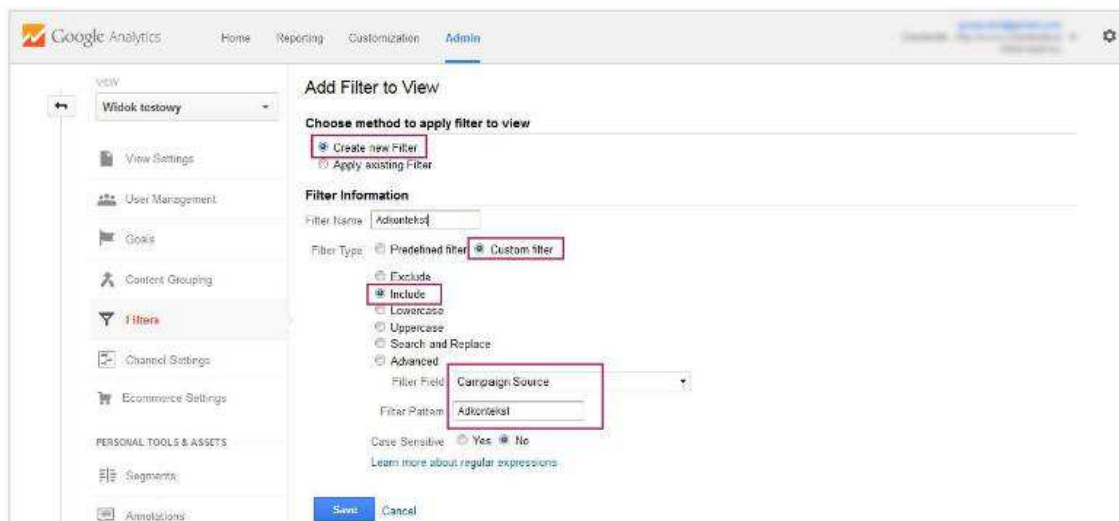 Google Analytics Home Reporting Customization Admin
VIEW
Widok testowy
View Settings
User Management
Goals
Content Grouping
Filters
Channel Settings
Ecommerce Settings
PERSONAL TOOLS & ASSETS
Segments
Annotations
Add Filter to View
Choose method to apply filter to view
Create new Filter
Apply existing Filter
Filter Information
Filter Name Adkontekst
Filter Type Predefined filter Custom filter
Exclude
Include
Lowercase
Uppercase
Search and Replace
Advanced
Filter Field Campaign Source
Filter Pattern Adkontekst
Case Sensitive Yes No
Learn more about regular expressions
Save Cancel